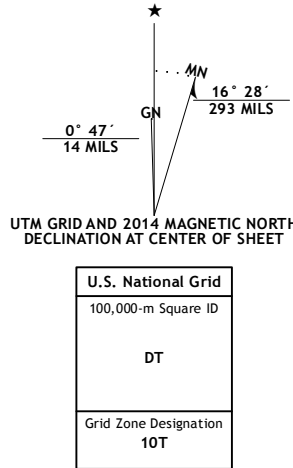 ★
MN
GN
16° 28´
293 MILS
0° 47´
14 MILS
UTM GRID AND 2014 MAGNETIC NORTH
DECLINATION AT CENTER OF SHEET
U.S. National Grid
100,000-m Square ID
DT
Grid Zone Designation
10T